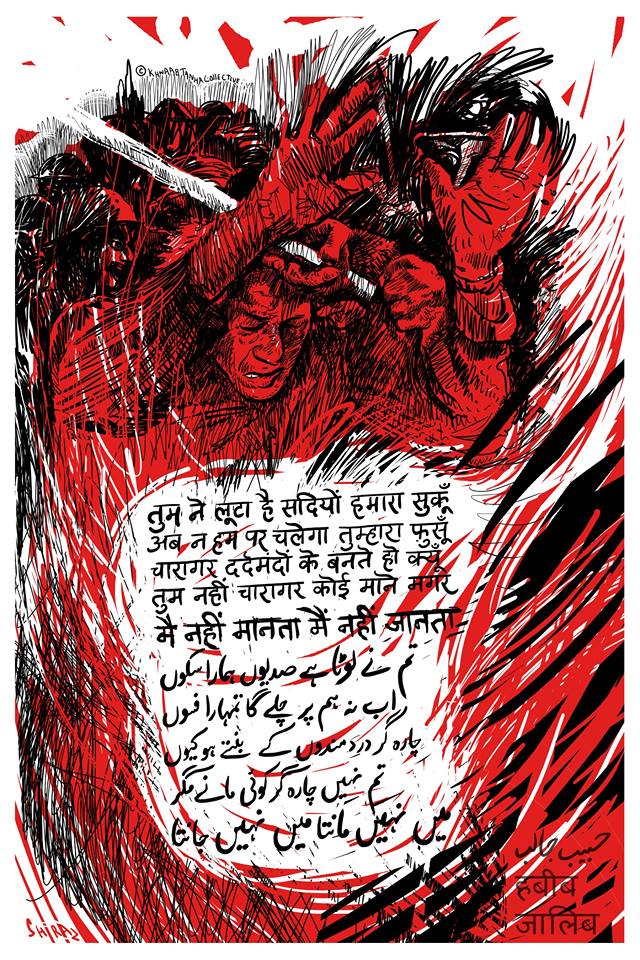 © KHWAAB TANHA COLLECTIVE
तुम ने लूटा है सदियों हमारा सुकूँ
अब न हम पर चलेगा तुम्हारा फ़ुसूँ
चारागर दर्दमंदों के बनते हो क्यूँ
तुम नहीं चारागर कोई माने मगर
मैं नहीं मानता मैं नहीं जानता
تم نے لوٹا ہے صدیوں ہمارا سکوں
اب نہ ہم پر چلے گا تمہارا فسوں
چارہ گر دردمندوں کے بنتے ہو کیوں
تم نہیں چارہ گر کوئی مانے مگر
میں نہیں مانتا میں نہیں جانتا
حبیب جالب
हबीब
जालिब
SHIRAZ